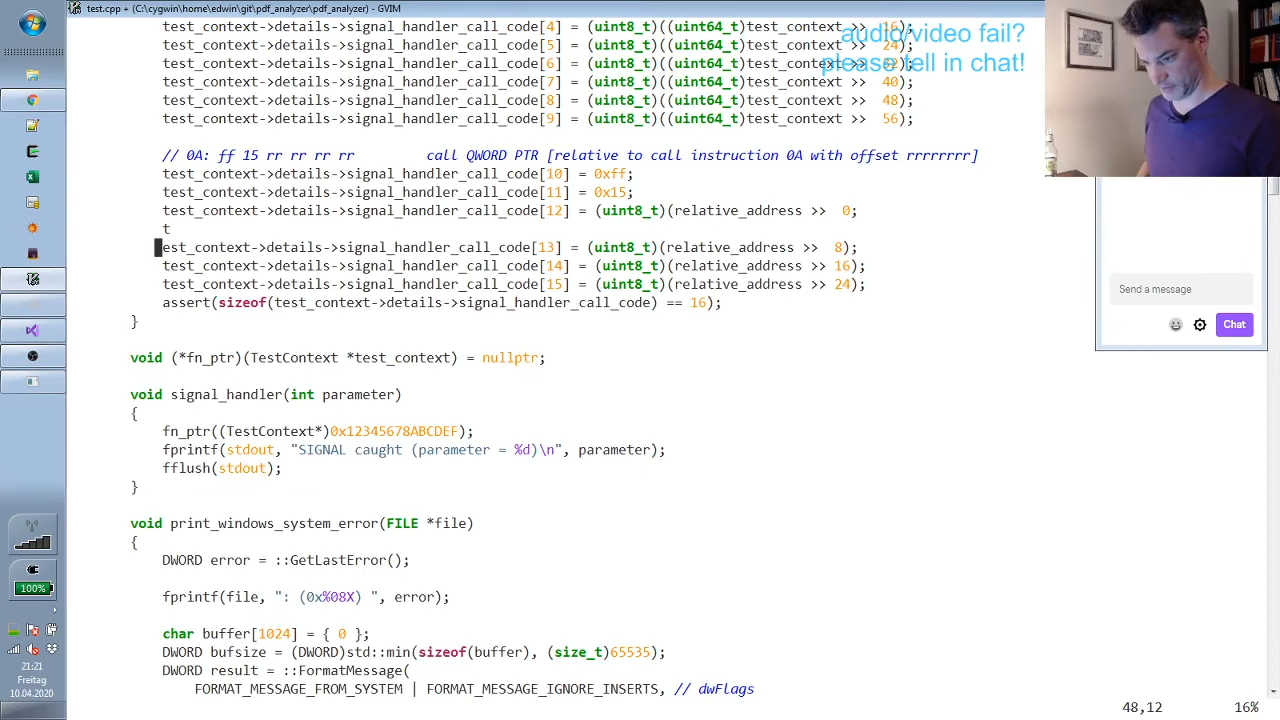 test.cpp + (C:\cygwin\home\edwin\git\pdf_analyzer\pdf_analyzer) - GVIM
test_context->details->signal_handler_call_code[4] = (uint8_t)((uint64_t)test_context >> 16);
test_context->details->signal_handler_call_code[5] = (uint8_t)((uint64_t)test_context >> 24);
test_context->details->signal_handler_call_code[6] = (uint8_t)((uint64_t)test_context >> 32);
test_context->details->signal_handler_call_code[7] = (uint8_t)((uint64_t)test_context >> 40);
test_context->details->signal_handler_call_code[8] = (uint8_t)((uint64_t)test_context >> 48);
test_context->details->signal_handler_call_code[9] = (uint8_t)((uint64_t)test_context >> 56);
audio/video fail?
please tell in chat!
// 0A: ff 15 rr rr rr rr call QWORD PTR [relative to call instruction 0A with offset rrrrrrrr]
test_context->details->signal_handler_call_code[10] = 0xff;
test_context->details->signal_handler_call_code[11] = 0x15;
test_context->details->signal_handler_call_code[12] = (uint8_t)(relative_address >> 0;
t
est_context->details->signal_handler_call_code[13] = (uint8_t)(relative_address >> 8);
test_context->details->signal_handler_call_code[14] = (uint8_t)(relative_address >> 16);
test_context->details->signal_handler_call_code[15] = (uint8_t)(relative_address >> 24);
assert(sizeof(test_context->details->signal_handler_call_code) == 16);
}
void (*fn_ptr)(TestContext *test_context) = nullptr;
void signal_handler(int parameter)
{
fn_ptr((TestContext*)0x12345678ABCDEF);
fprintf(stdout, "SIGNAL caught (parameter = %d)\n", parameter);
fflush(stdout);
}
void print_windows_system_error(FILE *file)
{
DWORD error = ::GetLastError();
fprintf(file, ": (0x%08X) ", error);
char buffer[1024] = { 0 };
DWORD bufsize = (DWORD)std::min(sizeof(buffer), (size_t)65535);
DWORD result = ::FormatMessage(
FORMAT_MESSAGE_FROM_SYSTEM | FORMAT_MESSAGE_IGNORE_INSERTS, // dwFlags
48,12 16%
Send a message
Chat
100%
21:21
Freitag
10.04.2020